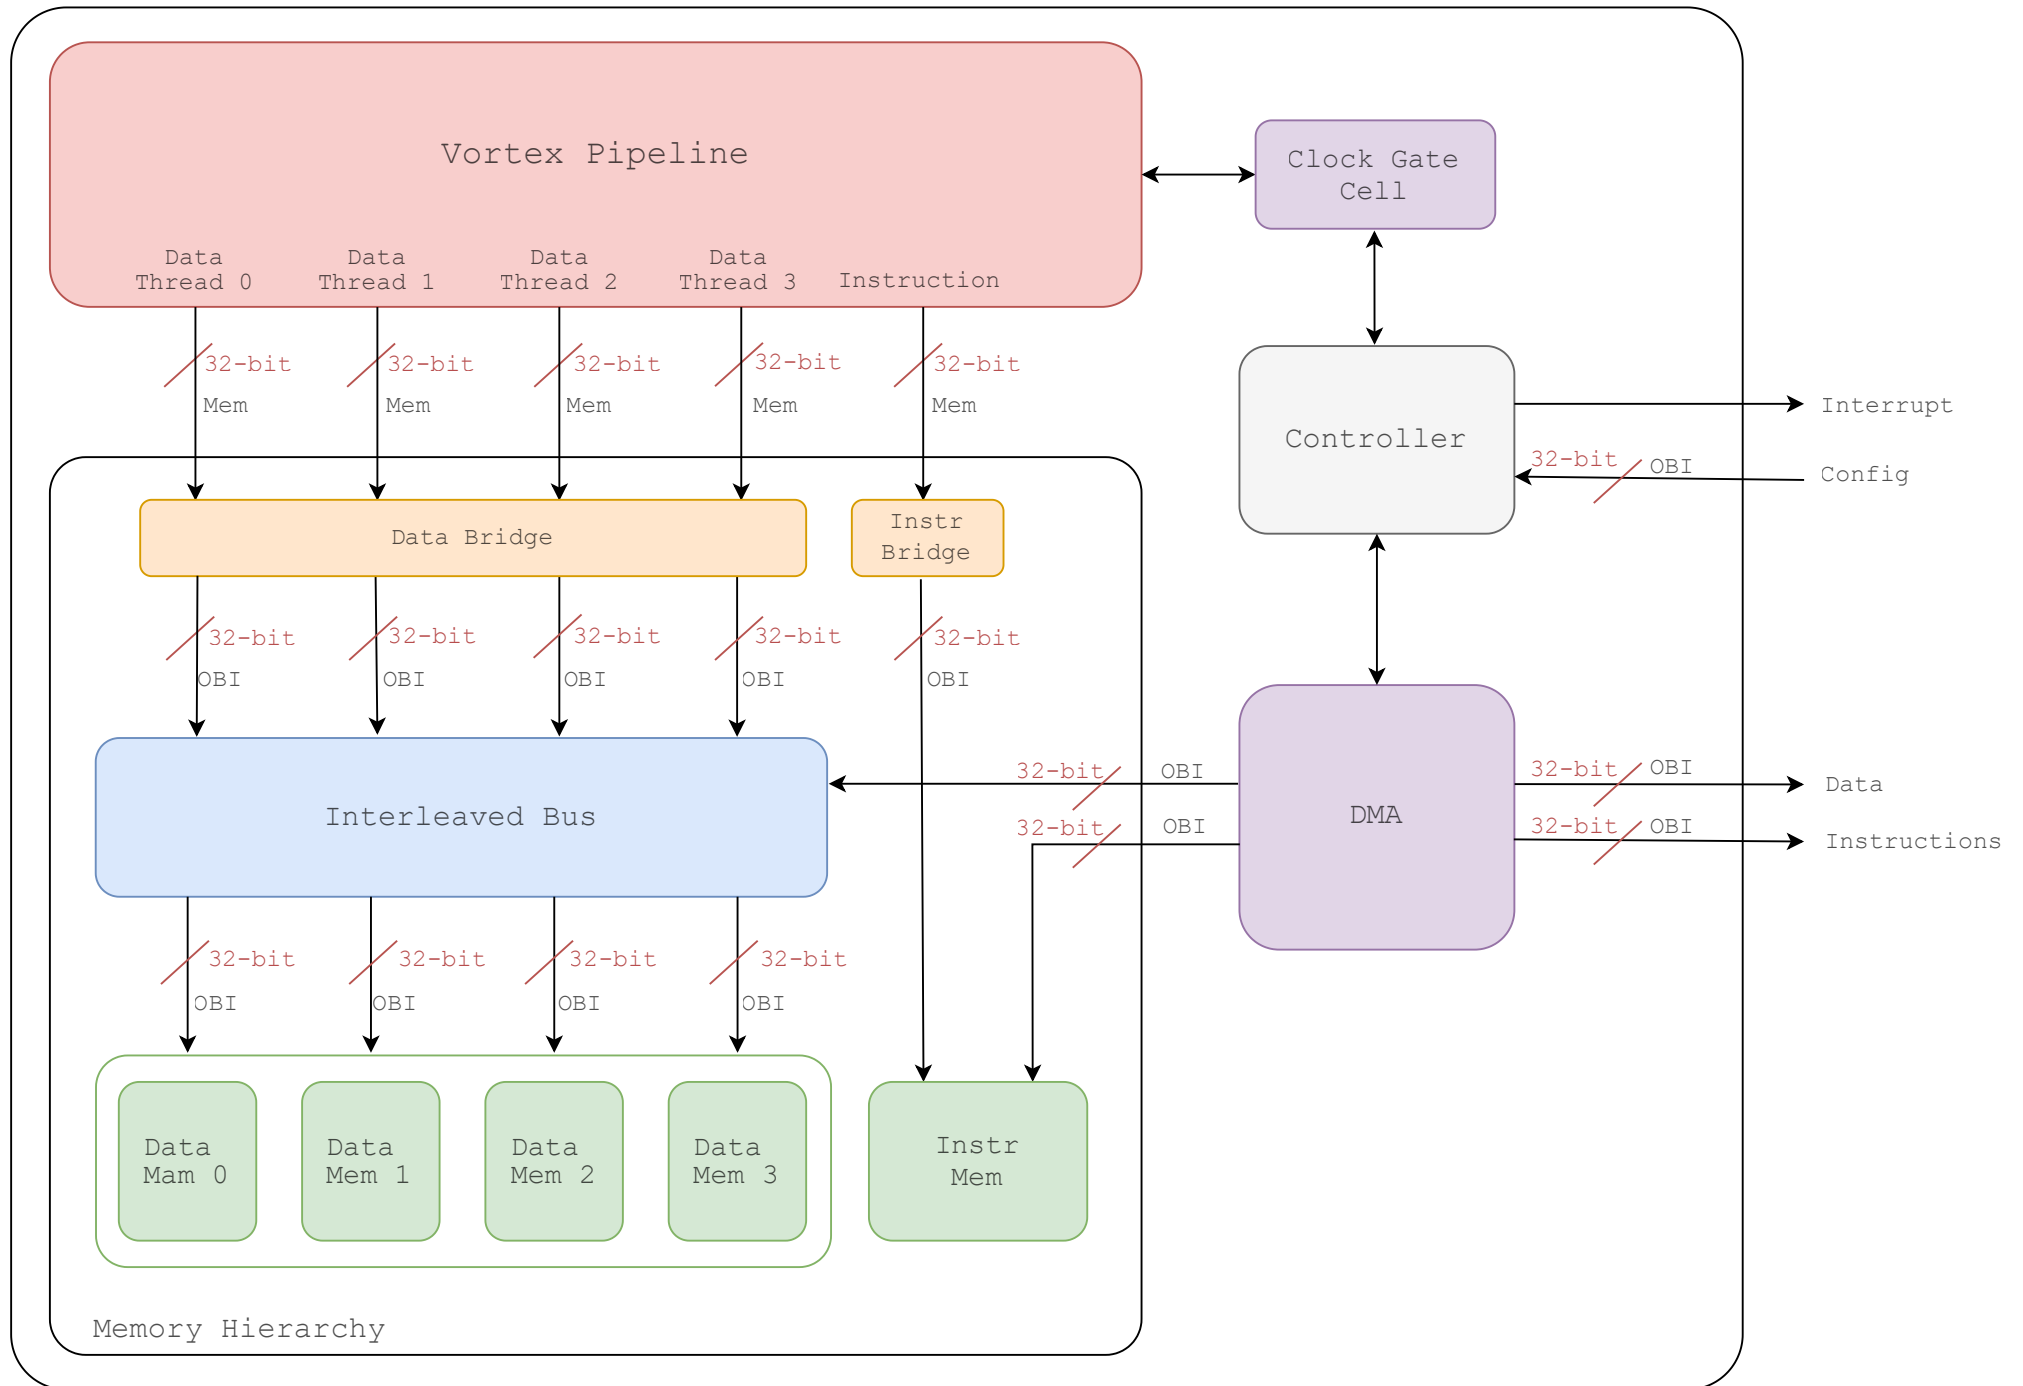 Vortex Pipeline
Data
Thread 0
Data
Thread 1
Data
Thread 2
Data
Thread 3
Instruction
Clock Gate
Cell
32-bit
32-bit
32-bit
32-bit
32-bit
Mem
Mem
Mem
Mem
Mem
Controller
Interrupt
32-bit
OBI
Config
Data Bridge
Instr
Bridge
32-bit
32-bit
32-bit
32-bit
32-bit
OBI
OBI
OBI
OBI
OBI
Interleaved Bus
32-bit
OBI
32-bit
OBI
DMA
32-bit
OBI
Data
32-bit
OBI
Instructions
32-bit
32-bit
32-bit
32-bit
OBI
OBI
OBI
OBI
Data
Mam 0
Data
Mem 1
Data
Mem 2
Data
Mem 3
Instr
Mem
Memory Hierarchy